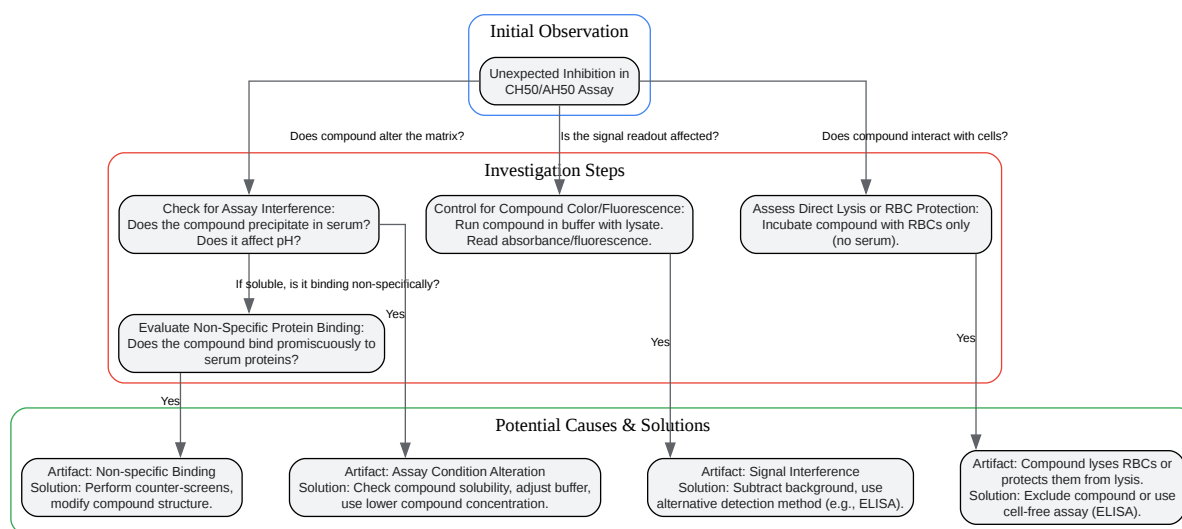 Initial Observation
Unexpected Inhibition in
CH50/AH50 Assay
Does compound alter the matrix?
Is the signal readout affected?
Does compound interact with cells?
Investigation Steps
Check for Assay Interference:
Does the compound precipitate in serum?
Does it affect pH?
Control for Compound Color/Fluorescence:
Run compound in buffer with lysate.
Read absorbance/fluorescence.
Assess Direct Lysis or RBC Protection:
Incubate compound with RBCs only
(no serum).
If soluble, is it binding non-specifically?
Yes
Evaluate Non-Specific Protein Binding:
Does the compound bind promiscuously to
serum proteins?
Yes
Yes
Yes
Potential Causes & Solutions
Artifact: Non-specific Binding
Solution: Perform counter-screens,
modify compound structure.
Artifact: Assay Condition Alteration
Solution: Check compound solubility, adjust buffer,
use lower compound concentration.
Artifact: Signal Interference
Solution: Subtract background, use
alternative detection method (e.g., ELISA).
Artifact: Compound lyses RBCs or
protects them from lysis.
Solution: Exclude compound or use
cell-free assay (ELISA).